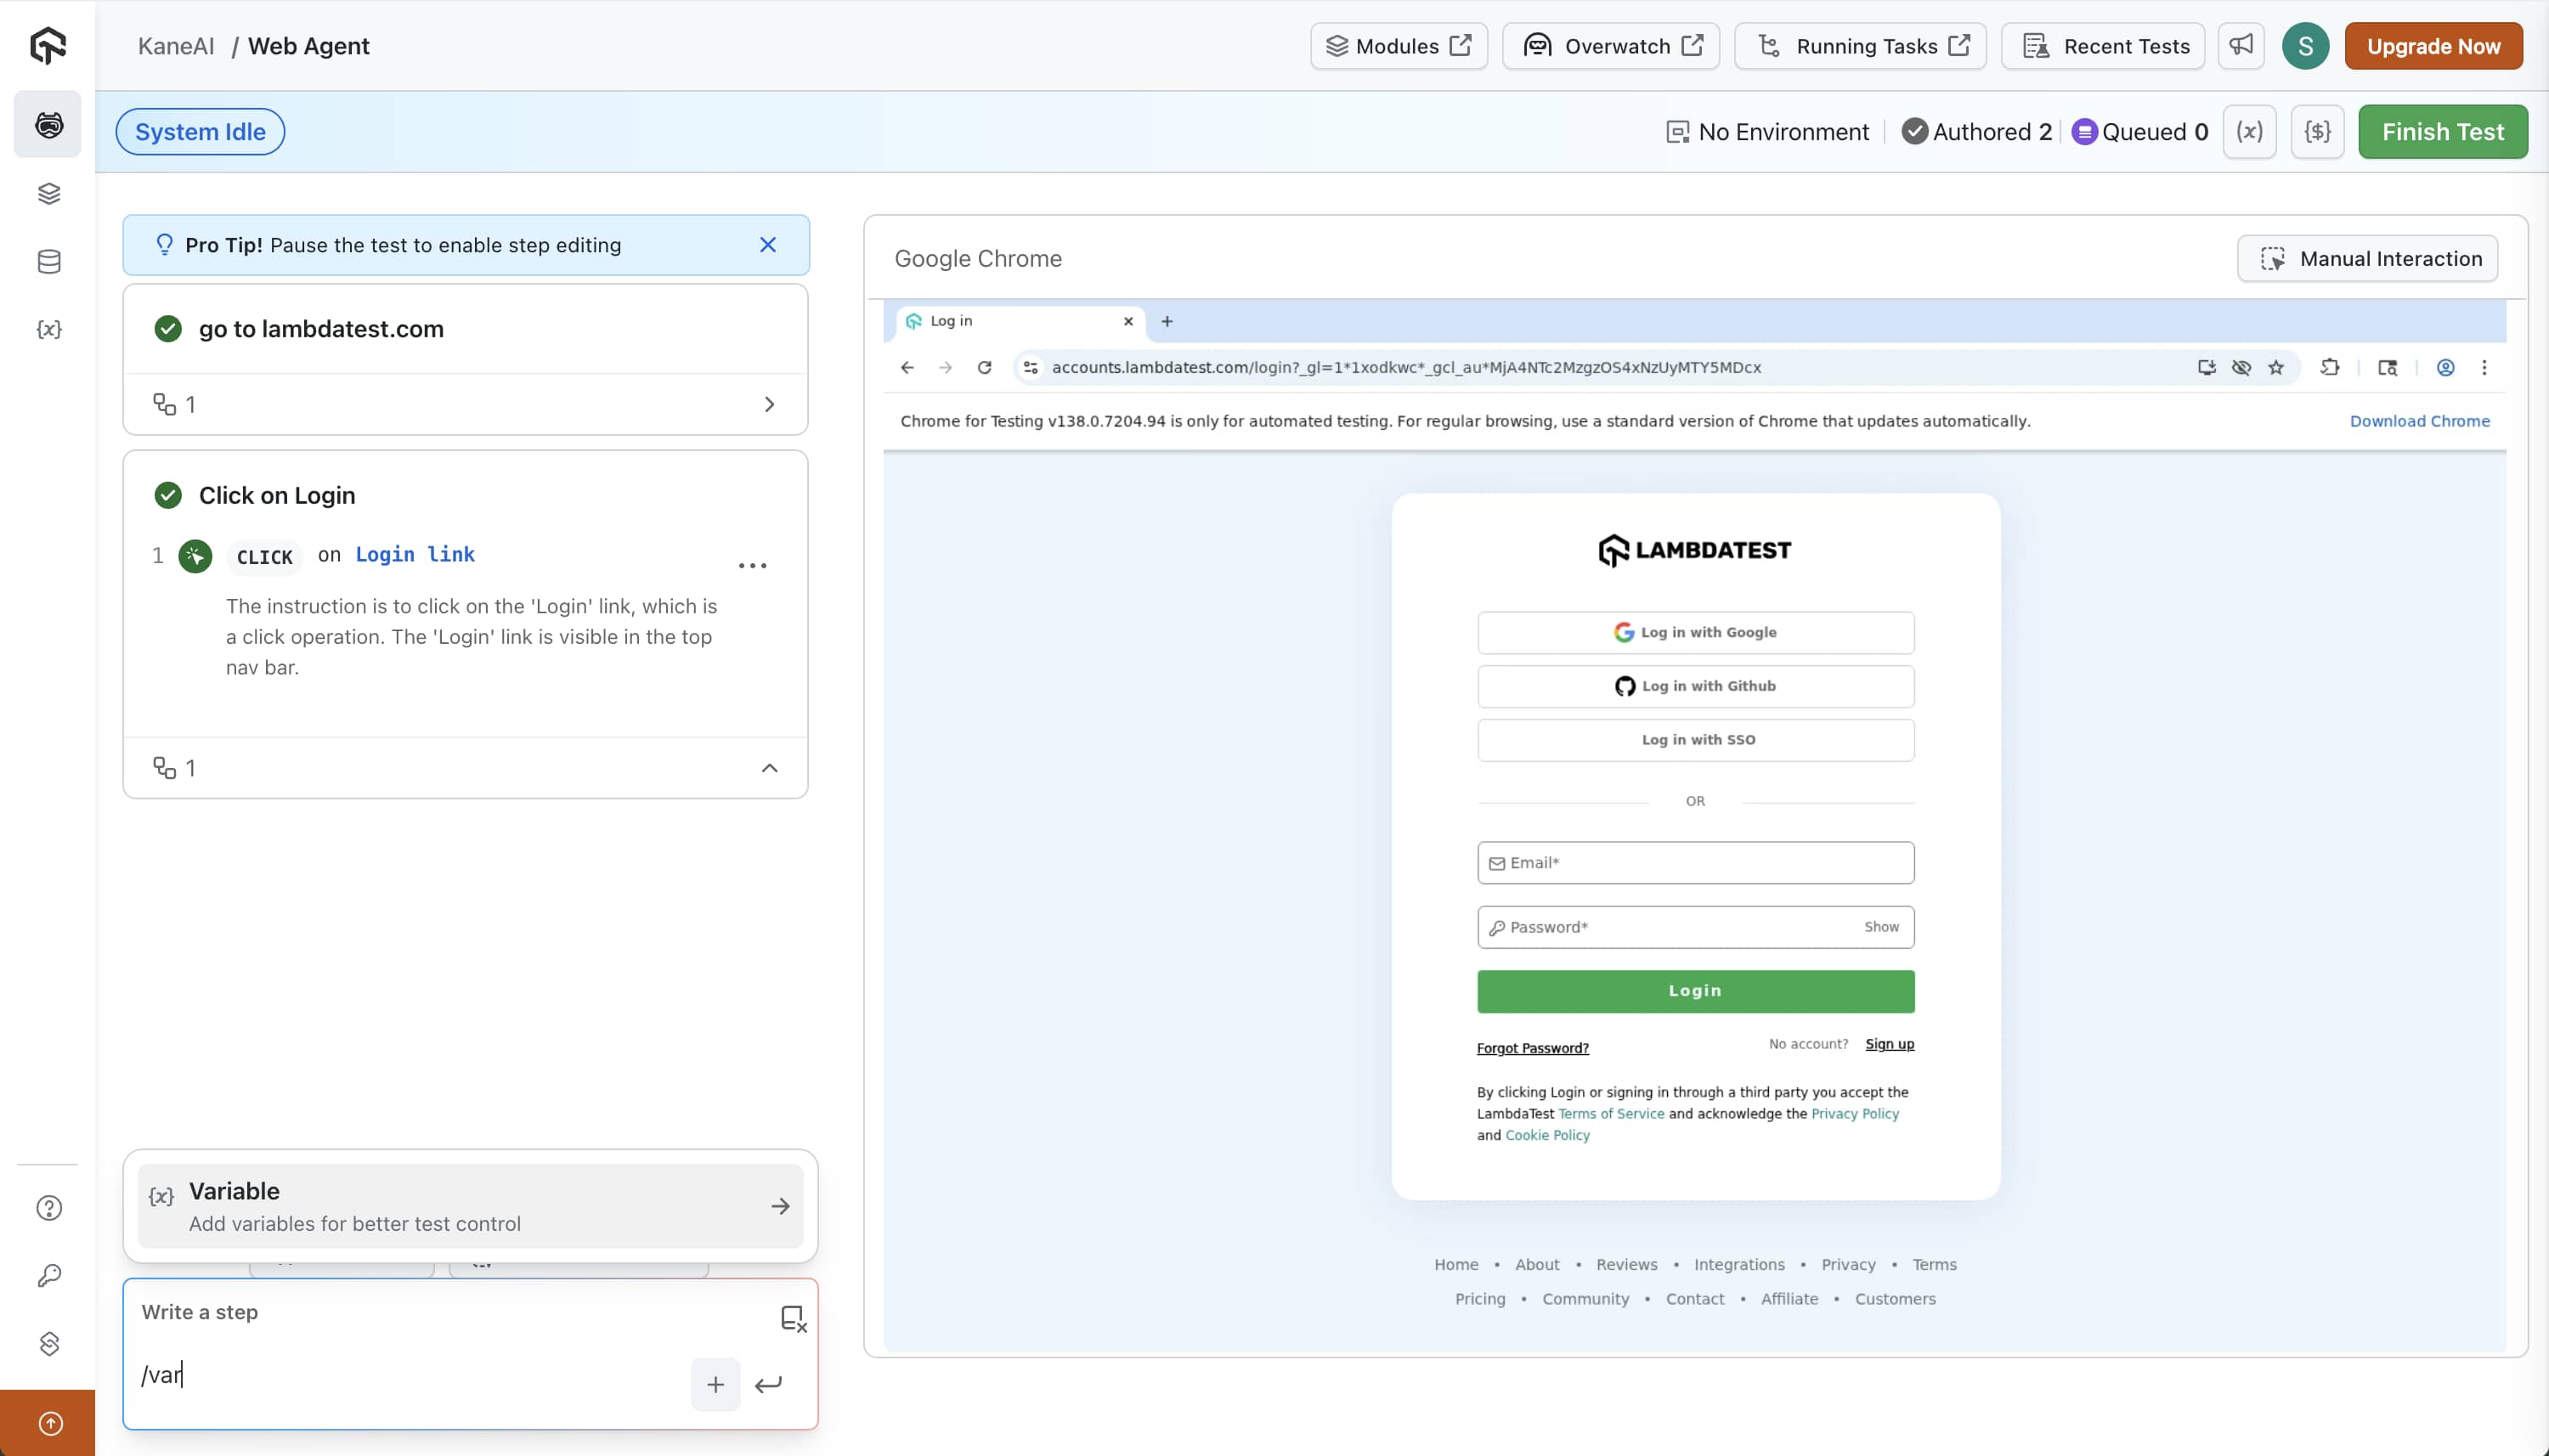 KaneAI / Web Agent
Modules
Overwatch
Running Tasks
Recent Tests
S
Upgrade Now
System Idle
No Environment
Authored 2
Queued 0
(x)
{$}
Finish Test
{x}
Pro Tip! Pause the test to enable step editing
go to lambdatest.com
1
Click on Login
1 CLICK on Login link
...
The instruction is to click on the 'Login' link, which is
a click operation. The 'Login' link is visible in the top
nav bar.
1
{x} Variable
Add variables for better test control
Write a step
/var
Google Chrome
Manual Interaction
Log in
accounts.lambdatest.com/login?_gl=1*1xodkwc*_gcl_au*MjA4NTc2MzgzOS4xNzUyMTY5MDcx
Chrome for Testing v138.0.7204.94 is only for automated testing. For regular browsing, use a standard version of Chrome that updates automatically.
Download Chrome
LAMBDATEST
Log in with Google
Log in with Github
Log in with SSO
OR
Email*
Password*
Show
Login
Forgot Password?
No account? Sign up
By clicking Login or signing in through a third party you accept the
LambdaTest Terms of Service and acknowledge the Privacy Policy
and Cookie Policy
Home • About • Reviews • Integrations • Privacy • Terms
Pricing • Community • Contact • Affiliate • Customers